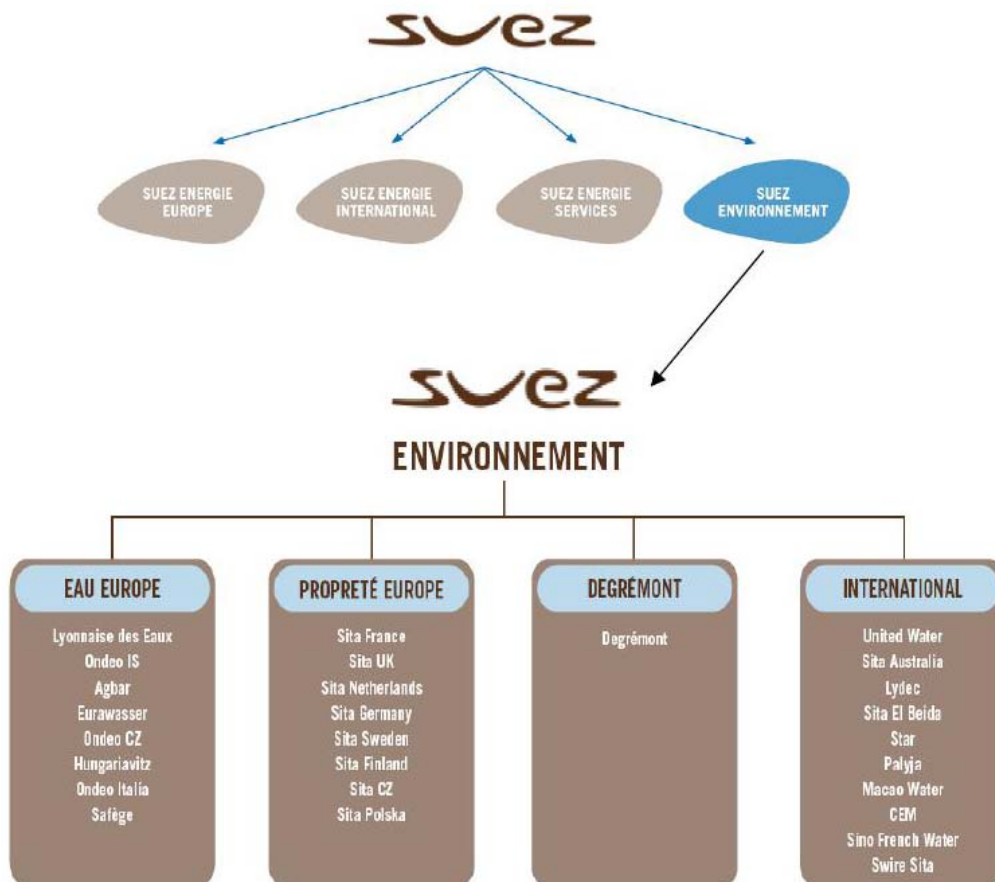 suez
SUEZ ENERGIE
EUROPE
SUEZ ENERGIE
INTERNATIONAL
SUEZ ENERGIE
SERVICES
SUEZ
ENVIRONNEMENT
suez
ENVIRONNEMENT
EAU EUROPE
Lyonnaise des Eaux
Ondeo IS
Agbar
Eurawasser
Ondeo CZ
Hungariavitz
Ondeo Italia
Safège
PROPRETÉ EUROPE
Sita France
Sita UK
Sita Netherlands
Sita Germany
Sita Sweden
Sita Finland
Sita CZ
Sita Polska
DEGRÉMONT
Degrémont
INTERNATIONAL
United Water
Sita Australia
Lydec
Sita El Beida
Star
Palyja
Macao Water
CEM
Sino French Water
Swire Sita